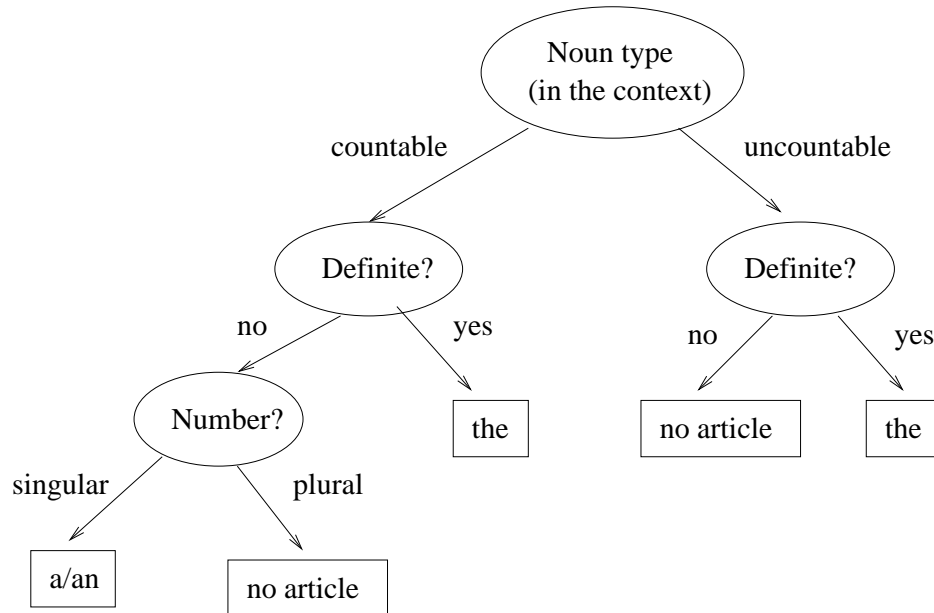 Noun type
(in the context)
countable
uncountable
Definite?
Definite?
no
yes
no
yes
Number?
the
no article
the
singular
plural
a/an
no article